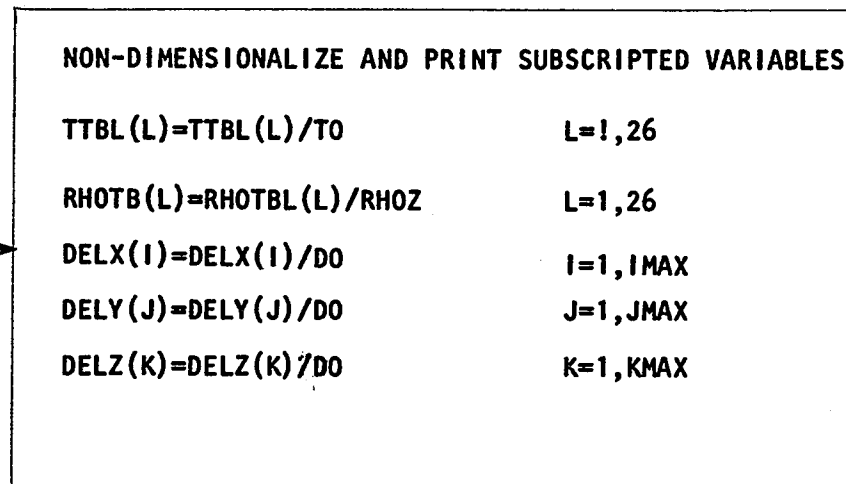 NON-DIMENSIONALIZE AND PRINT SUBSCRIPTED VARIABLES
TTBL(L)=TTBL(L)/TO L=!,26
RHOTB(L)=RHOTBL(L)/RHOZ L=1,26
DELX(I)=DELX(I)/DO I=1,IMAX
DELY(J)=DELY(J)/DO J=1,JMAX
DELZ(K)=DELZ(K)/DO K=1,KMAX